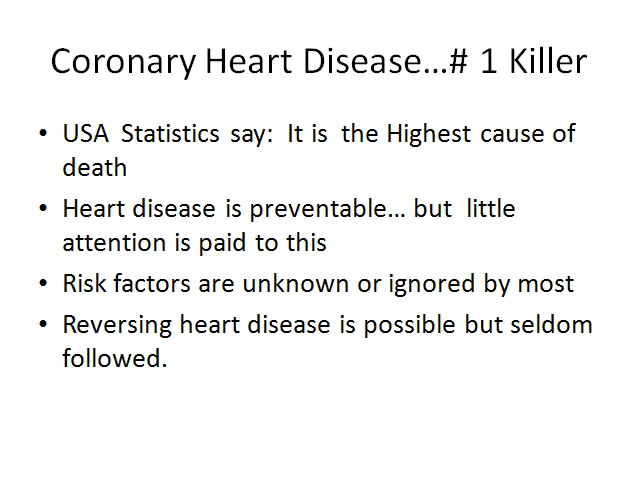 Coronary Heart Disease…# 1 Killer
• USA Statistics say: It is the Highest cause of
death
• Heart disease is preventable… but little
attention is paid to this
• Risk factors are unknown or ignored by most
• Reversing heart disease is possible but seldom
followed.